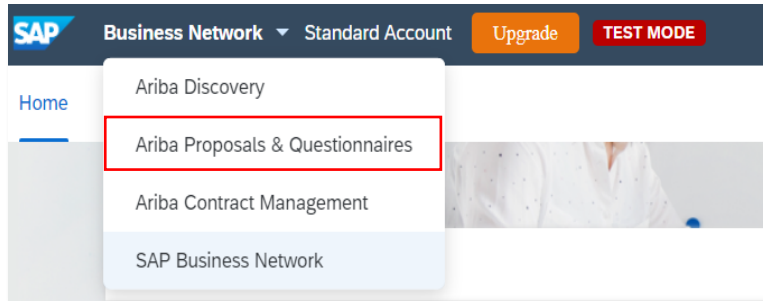 SAP Business Network Standard Account Upgrade TEST MODE
Home
Ariba Discovery
Ariba Proposals & Questionnaires
Ariba Contract Management
SAP Business Network